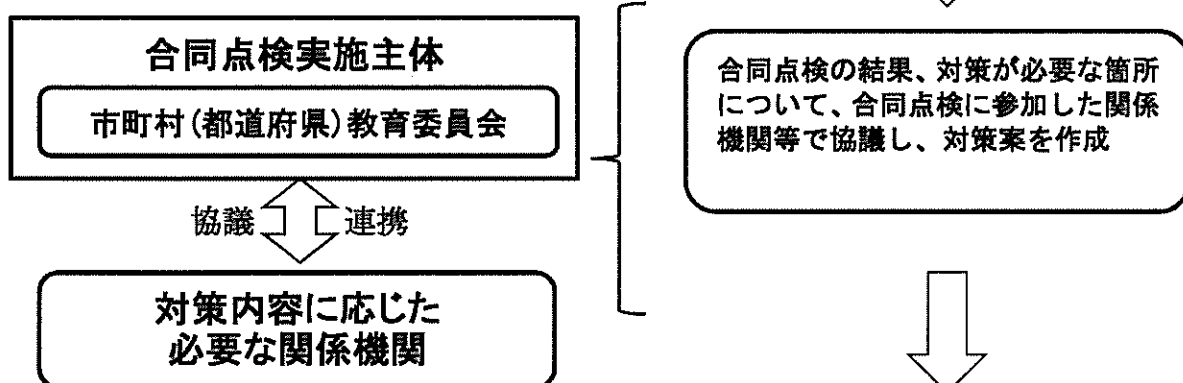 合同点検実施主体
市町村(都道府県)教育委員会
協議
連携
対策内容に応じた
必要な関係機関
合同点検の結果、対策が必要な箇所
について、合同点検に参加した関係
機関等で協議し、対策案を作成